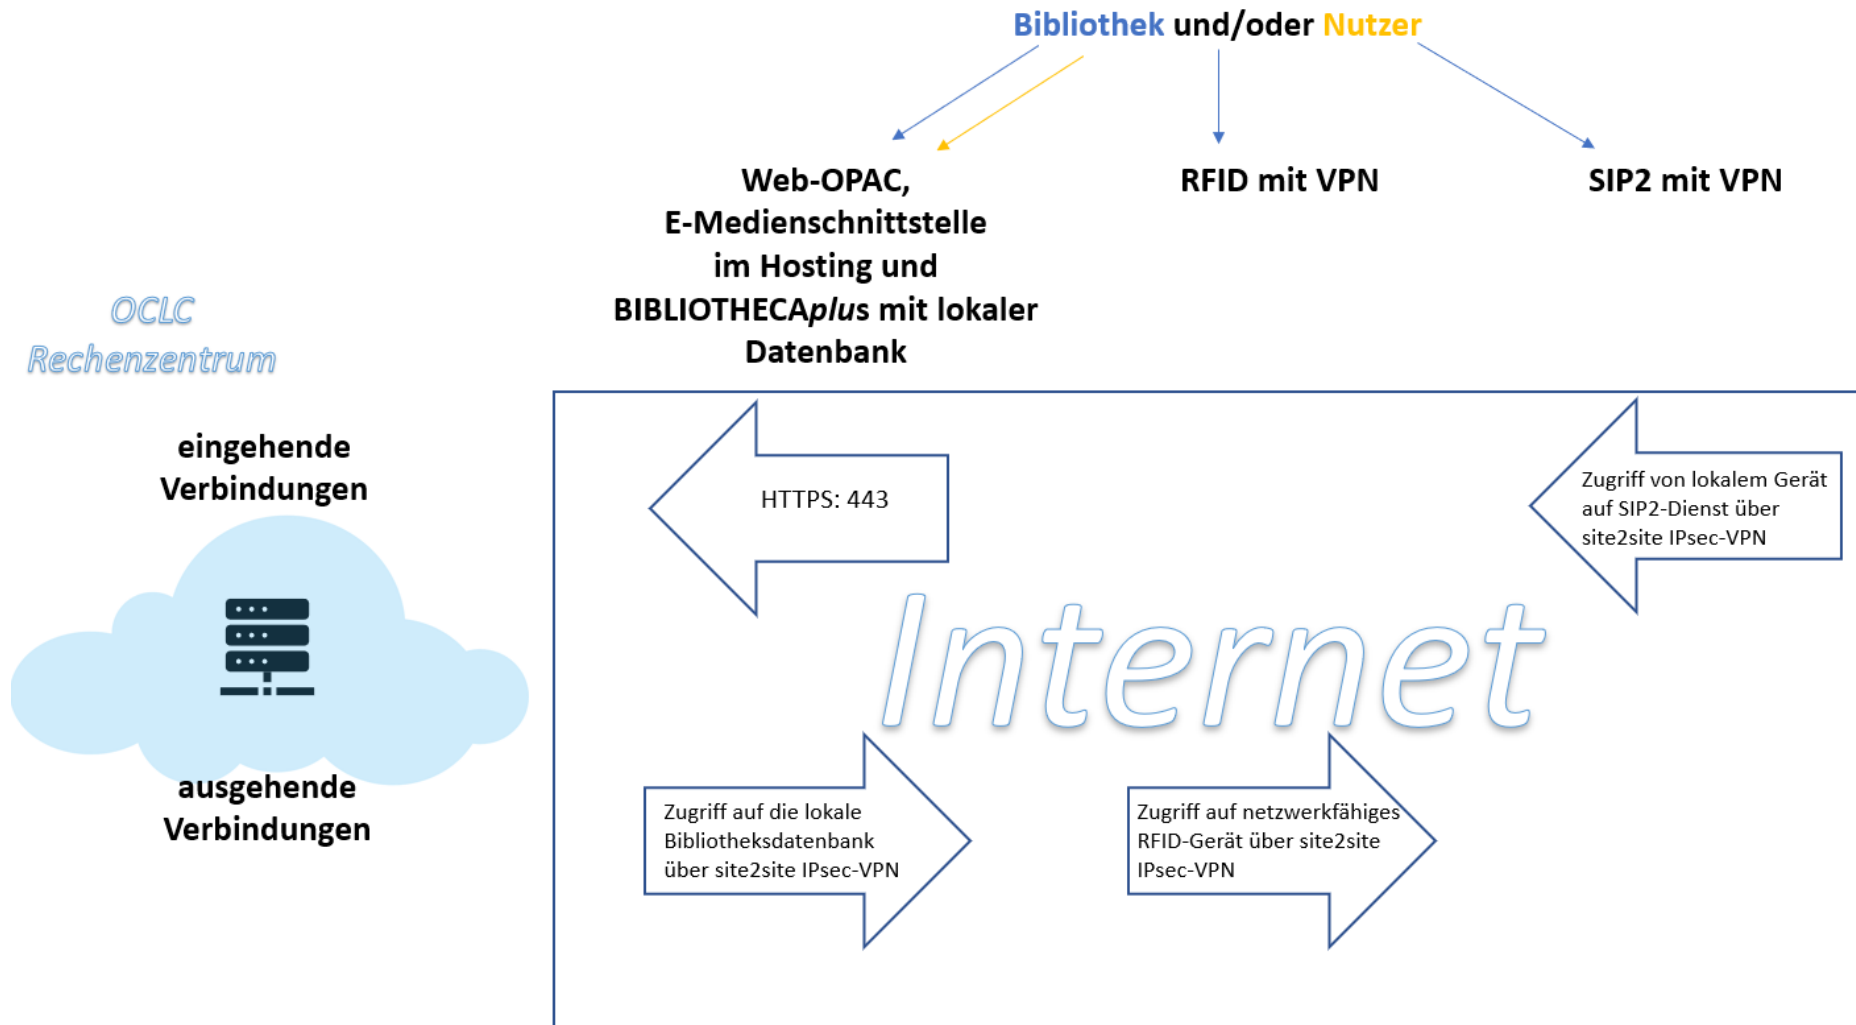 Bibliothek und/oder Nutzer
Web-OPAC,
E-Medienschnittstelle
im Hosting und
BIBLIOTHECAplus mit lokaler
Datenbank
RFID mit VPN
SIP2 mit VPN
OCLC
Rechenzentrum
eingehende
Verbindungen
HTTPS: 443
Zugriff von lokalem Gerät
auf SIP2-Dienst über
site2site IPsec-VPN
Internet
ausgehende
Verbindungen
Zugriff auf die lokale
Bibliotheksdatenbank
über site2site IPsec-VPN
Zugriff auf netzwerkfähiges
RFID-Gerät über site2site
IPsec-VPN